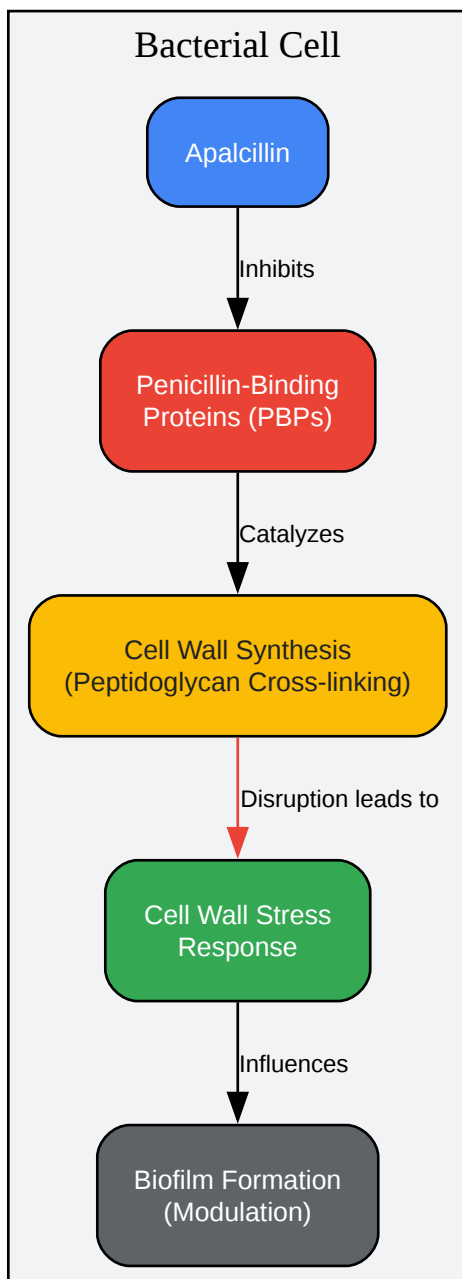 Bacterial Cell
Apalcillin
Inhibits
Penicillin-Binding
Proteins (PBPs)
Catalyzes
Cell Wall Synthesis
(Peptidoglycan Cross-linking)
Disruption leads to
Cell Wall Stress
Response
Influences
Biofilm Formation
(Modulation)